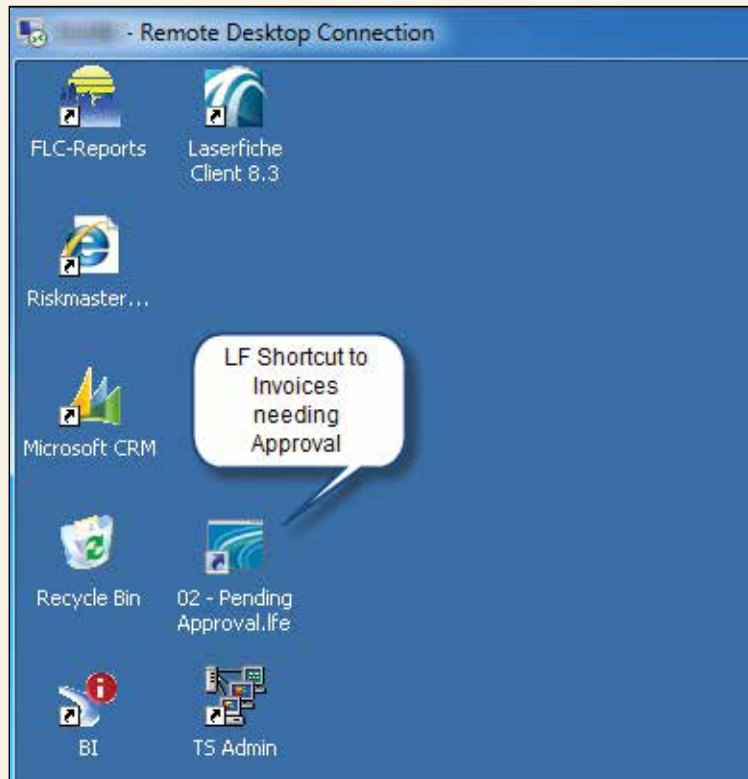 - Remote Desktop Connection
FLC-Reports
Laserfiche
Client 8.3
Riskmaster...
LF Shortcut to
Invoices
needing
Approval
Microsoft CRM
Recycle Bin
02 - Pending
Approval.lfe
BI
TS Admin